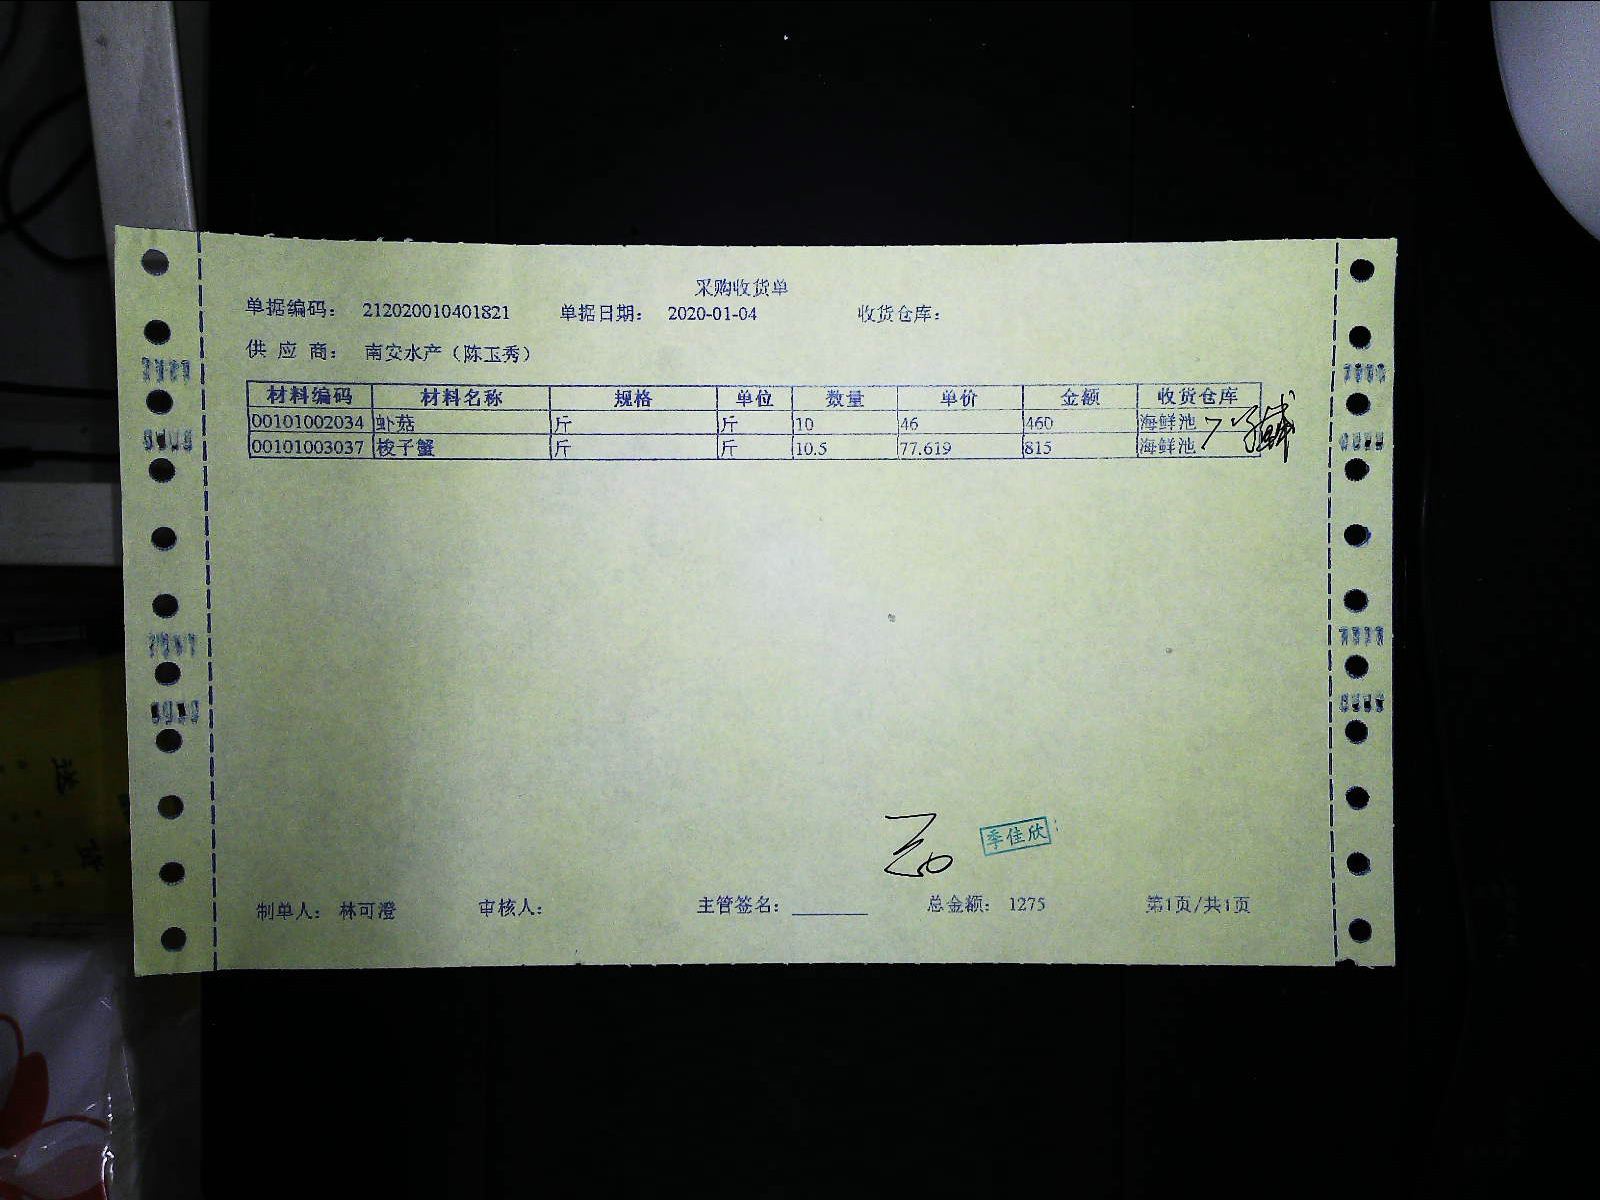 采购收货单
单据编码： 212020010401821 单据日期： 2020-01-04 收货仓库：
供 应 商： 南安水产（陈玉秀）
材料编码 材料名称 规格 单位 数量 单价 金额 收货仓库
00101002034 虾菇 斤 斤 10 46 460 海鲜池
00101003037 梭子蟹 斤 斤 10.5 77.619 815 海鲜池
季佳欣
制单人： 林可澄 审核人： 主管签名： 总金额： 1275 第1页/共1页